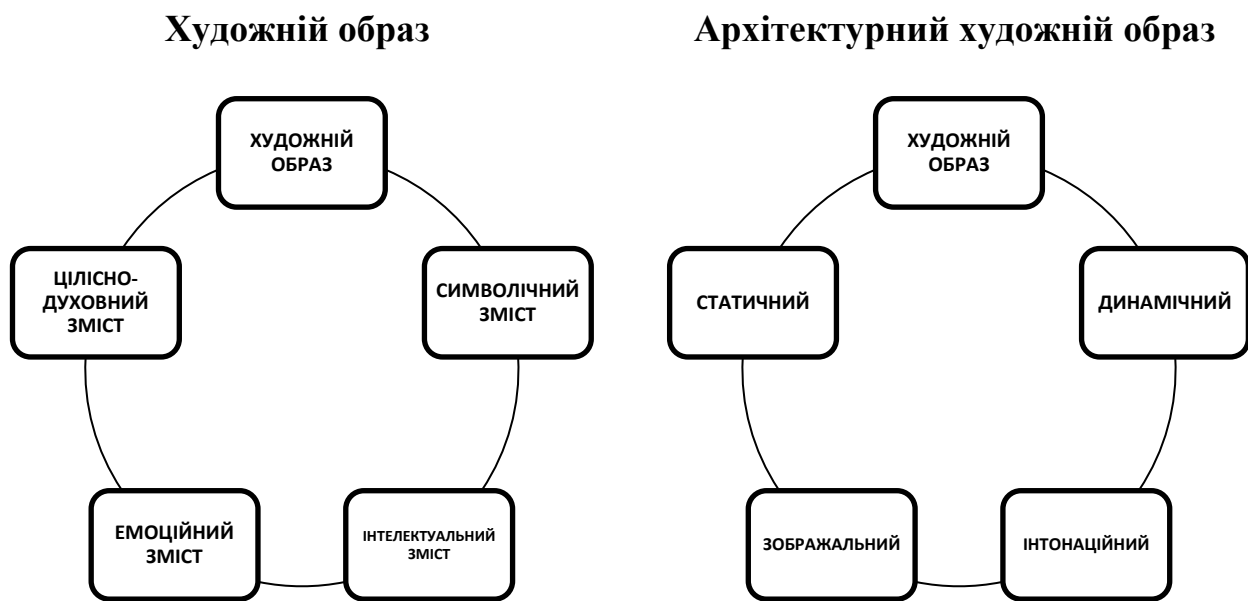 Художній образ
ХУДОЖНІЙ
ОБРАЗ
СИМВОЛІЧНИЙ
ЗМІСТ
ІНТЕЛЕКТУАЛЬНИЙ
ЗМІСТ
ЕМОЦІЙНИЙ
ЗМІСТ
ЦІЛІСНО-
ДУХОВНИЙ
ЗМІСТ
Архітектурний художній образ
ХУДОЖНІЙ
ОБРАЗ
ДИНАМІЧНИЙ
ІНТОНАЦІЙНИЙ
ЗОБРАЖАЛЬНИЙ
СТАТИЧНИЙ